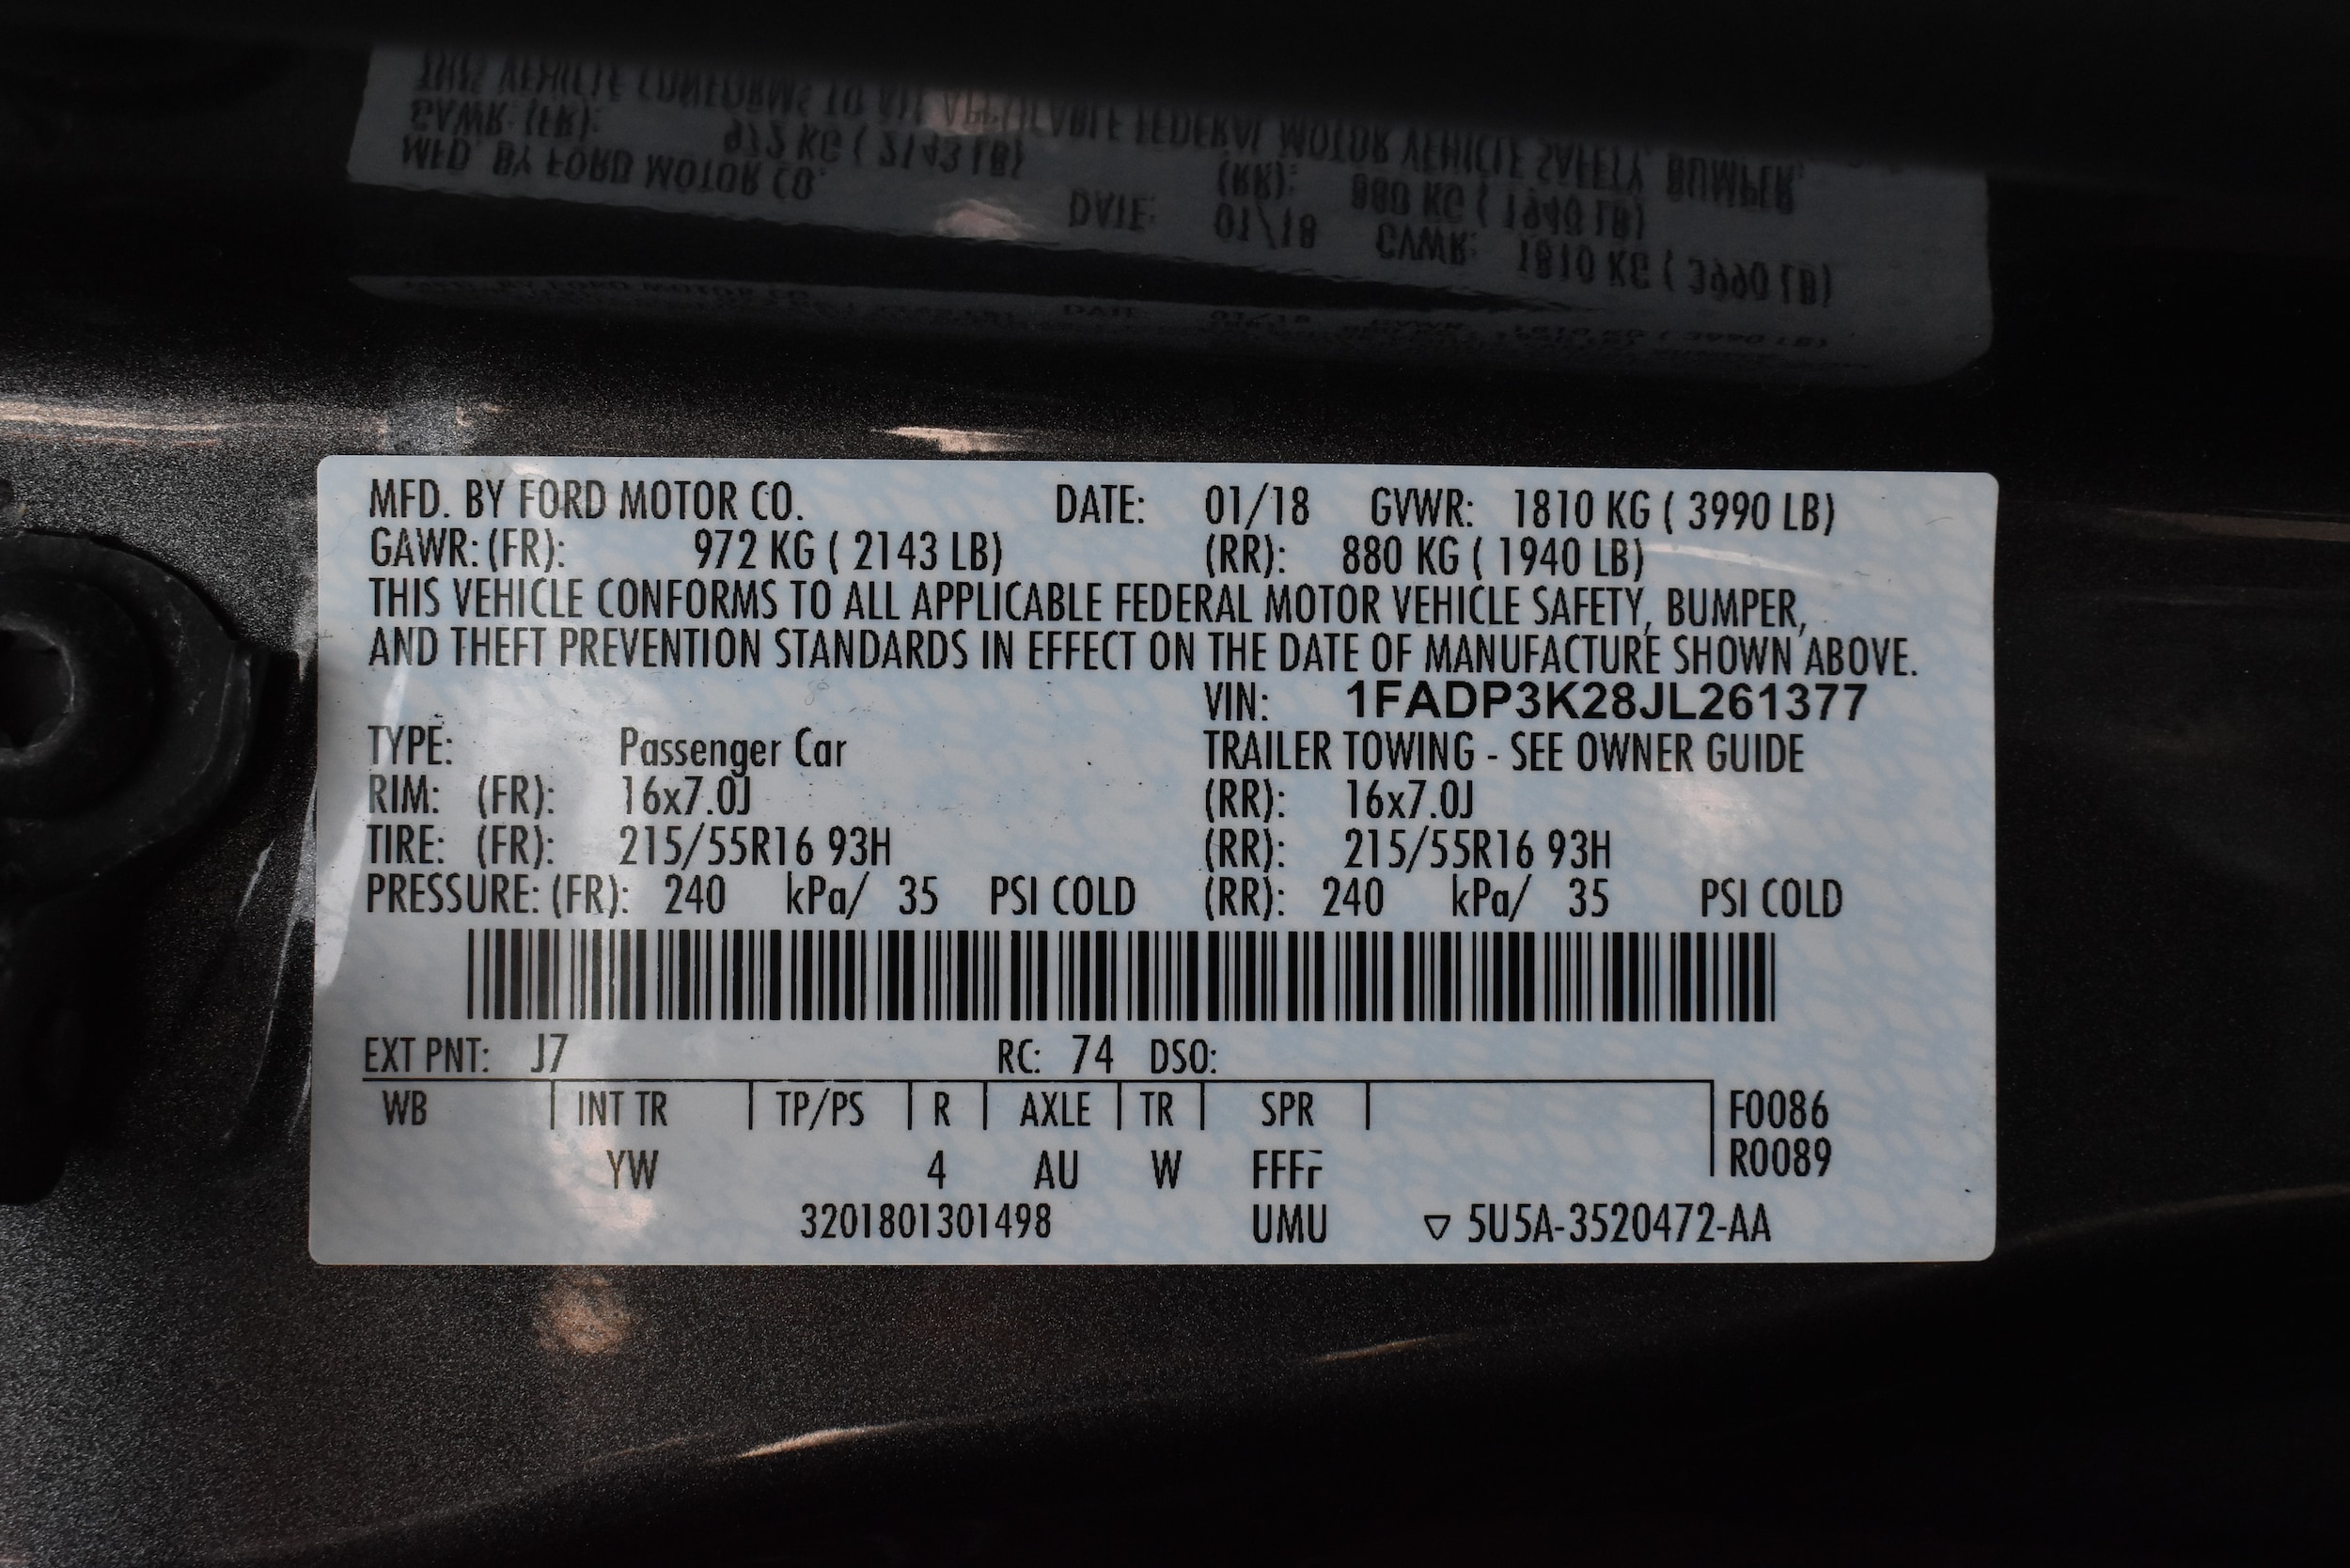 MFD. BY FORD MOTOR CO. DATE: 01/18 GVWR: 1810 KG ( 3990 LB)
GAWR: (FR): 972 KG ( 2143 LB) (RR): 880 KG ( 1940 LB)
THIS VEHICLE CONFORMS TO ALL APPLICABLE FEDERAL MOTOR VEHICLE SAFETY, BUMPER,
AND THEFT PREVENTION STANDARDS IN EFFECT ON THE DATE OF MANUFACTURE SHOWN ABOVE.
VIN: 1FADP3K28JL261377
TYPE: Passenger Car TRAILER TOWING - SEE OWNER GUIDE
RIM: (FR): 16x7.0J (RR): 16x7.0J
TIRE: (FR): 215/55R16 93H (RR): 215/55R16 93H
PRESSURE: (FR): 240 kPa/ 35 PSI COLD (RR): 240 kPa/ 35 PSI COLD
EXT PNT: J7 RC: 74 DSO:
WB INT TR TP/PS R AXLE TR SPR F0086
R0089
YW 4 AU W FFFF
3201801301498 UMU ▽ 5U5A-3520472-AA